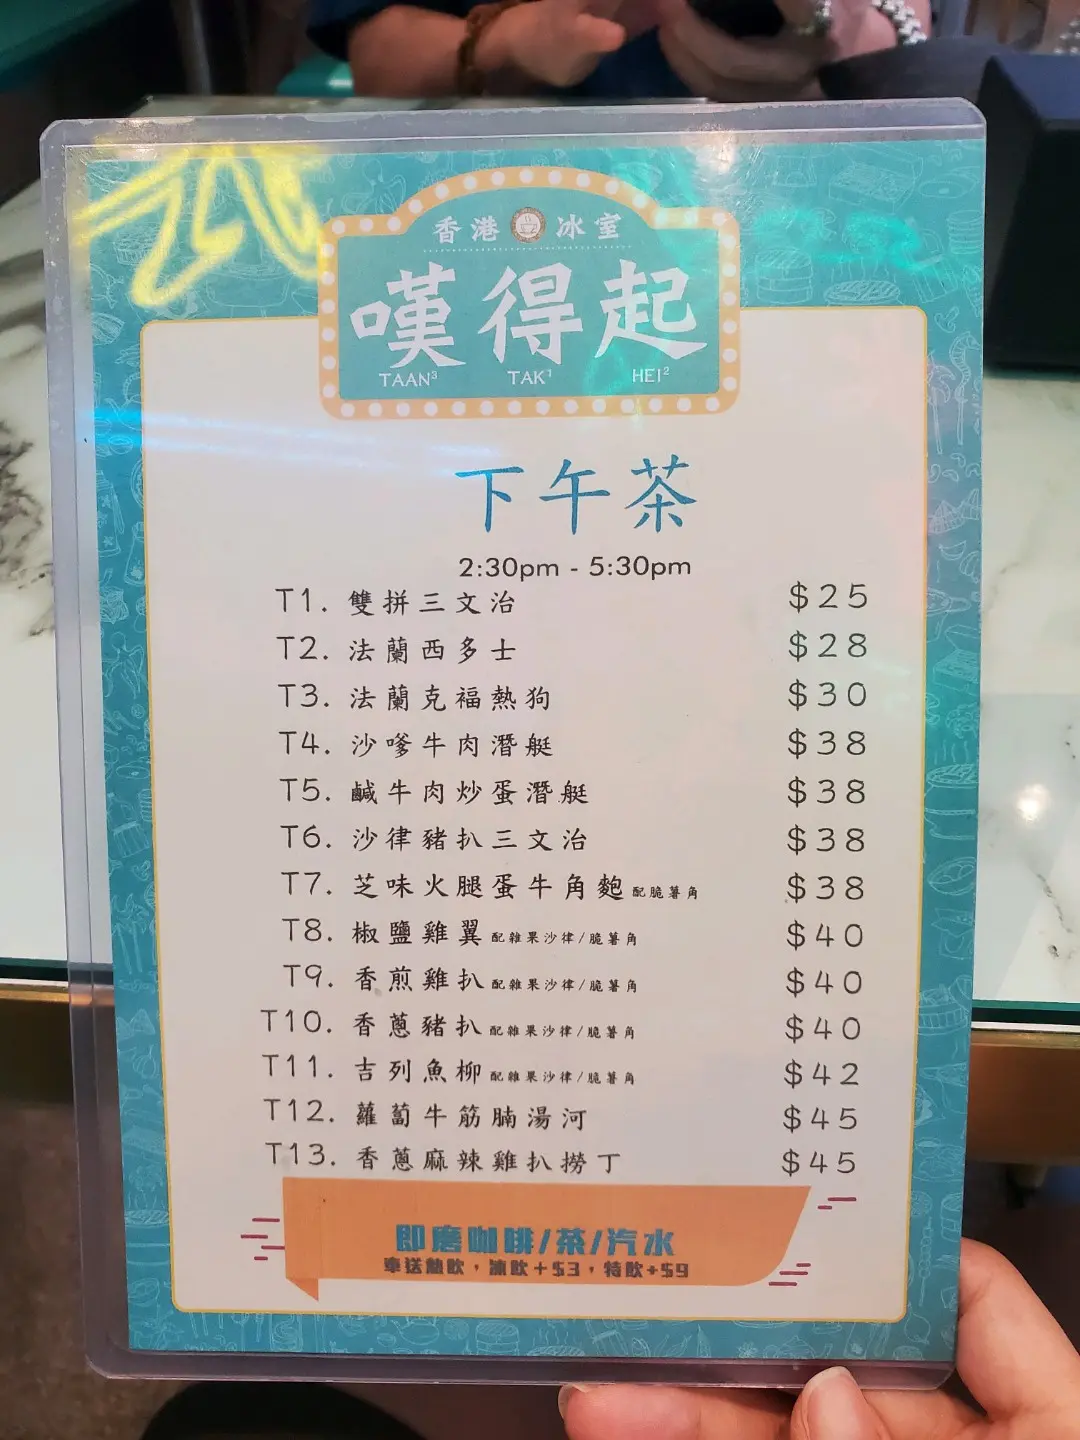 香港冰室
嘆得起
TAAN³ TAK¹ HEI²
下午茶
2:30pm - 5:30pm
T1. 雙拼三文治 $25
T2. 法蘭西多士 $28
T3. 法蘭克福熱狗 $30
T4. 沙嗲牛肉潛艇 $38
T5. 鹹牛肉炒蛋潛艇 $38
T6. 沙律豬扒三文治 $38
T7. 芝味火腿蛋牛角麭 配脆薯角 $38
T8. 椒鹽雞翼 配雜果沙律/脆薯角 $40
T9. 香煎雞扒 配雜果沙律/脆薯角 $40
T10. 香蔥豬扒 配雜果沙律/脆薯角 $40
T11. 吉列魚柳 配雜果沙律/脆薯角 $42
T12. 蘿蔔牛筋腩湯河 $45
T13. 香蔥麻辣雞扒撈丁 $45
即磨咖啡/茶/汽水
車送熱飲，凍飲+$3，特飲+$9